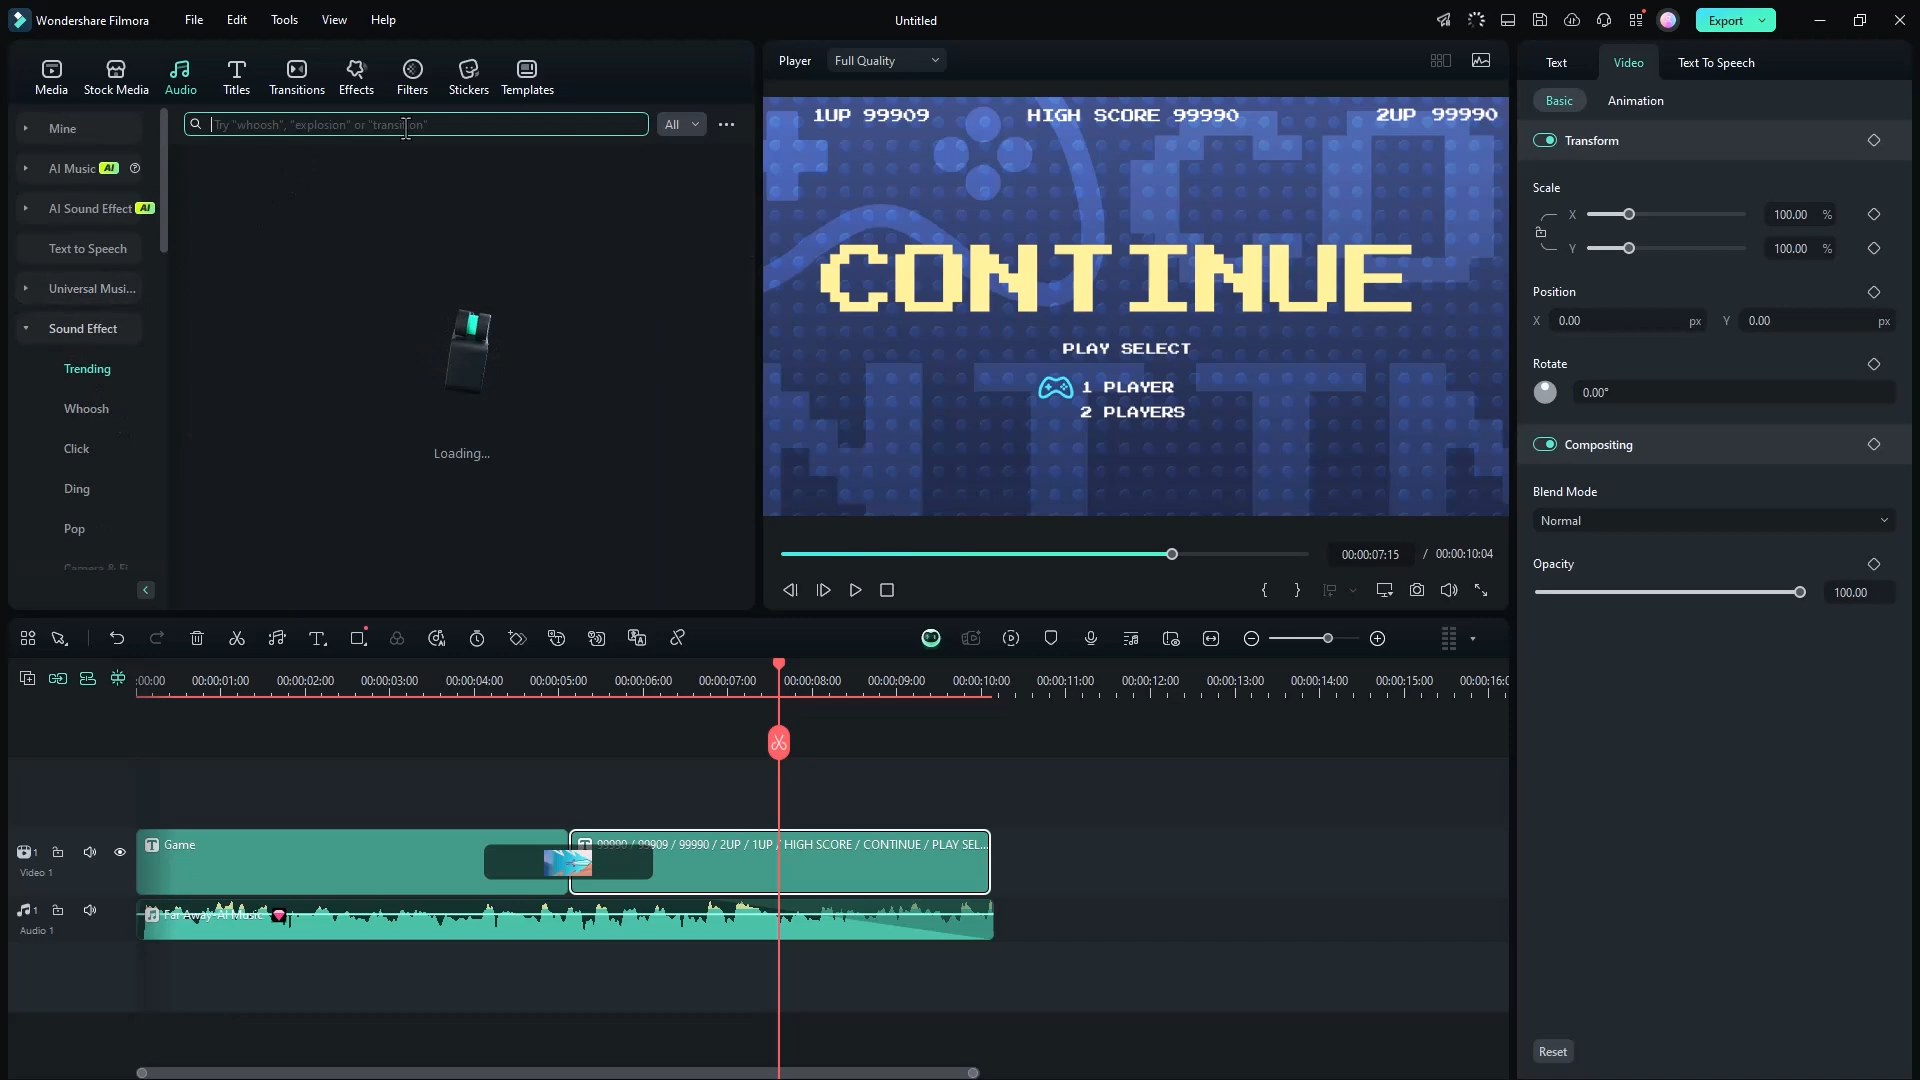 Wondershare Filmora File Edit Tools View Help Untitled Export
Media Stock Media Audio Titles Transitions Effects Filters Stickers Templates
Player Full Quality
Text Video Text To Speech
Basic Animation
Mine
Try "whoosh", "explosion" or "transition" All
AI Music AI
AI Sound Effect AI
Text to Speech
Universal Musi...
Sound Effect
Trending
Whoosh
Click
Ding
Pop
Loading...
1UP 99909 HIGH SCORE 99990 2UP 99990
CONTINUE
PLAY SELECT
1 PLAYER
2 PLAYERS
00:00:07:15 / 00:00:10:04
Transform
Scale
X 100.00 %
Y 100.00 %
Position
X 0.00 px Y 0.00 px
Rotate
0.00°
Compositing
Blend Mode
Normal
Opacity
100.00
Reset
:00:00 00:00:01:00 00:00:02:00 00:00:03:00 00:00:04:00 00:00:05:00 00:00:06:00 00:00:07:00 00:00:08:00 00:00:09:00 00:00:10:00 00:00:11:00 00:00:12:00 00:00:13:00 00:00:14:00 00:00:15:00 00:00:16:0
1
Video 1
T Game
T 99990 / 99909 / 99990 / 2UP / 1UP / HIGH SCORE / CONTINUE / PLAY SEL...
1
Audio 1
Far Away-AI Music